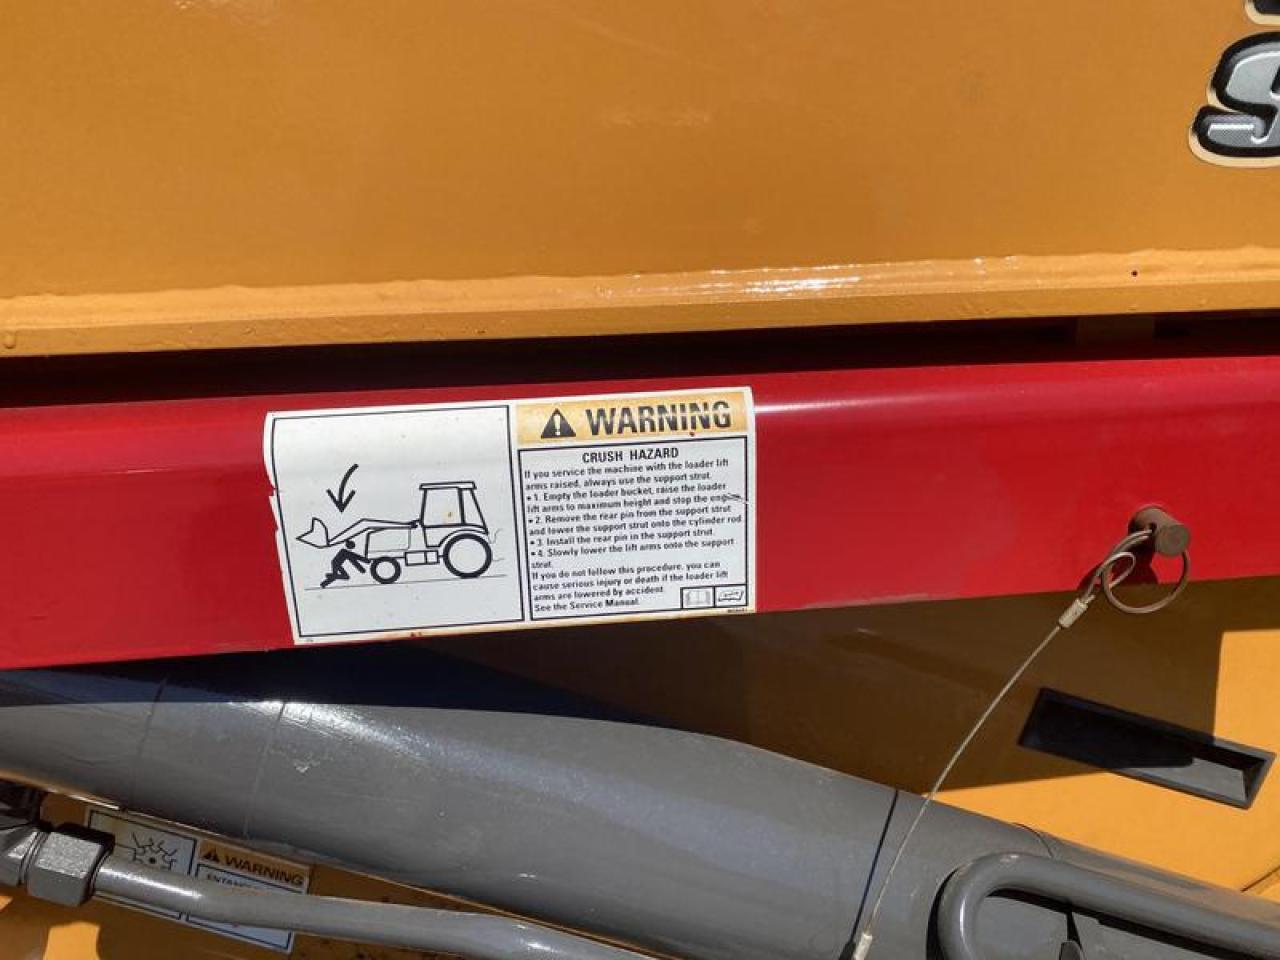 WARNING
CRUSH HAZARD
If you service the machine with the loader lift
arms raised, always use the support strut.
• 1. Empty the loader bucket, raise the loader
lift arms to maximum height and stop the engine
• 2. Remove the rear pin from the support strut
and lower the support strut onto the cylinder rod.
• 3. Install the rear pin in the support strut.
• 4. Slowly lower the lift arms onto the support
strut.
If you do not follow this procedure, you can
cause serious injury or death if the loader lift
arms are lowered by accident.
See the Service Manual.
WARNING